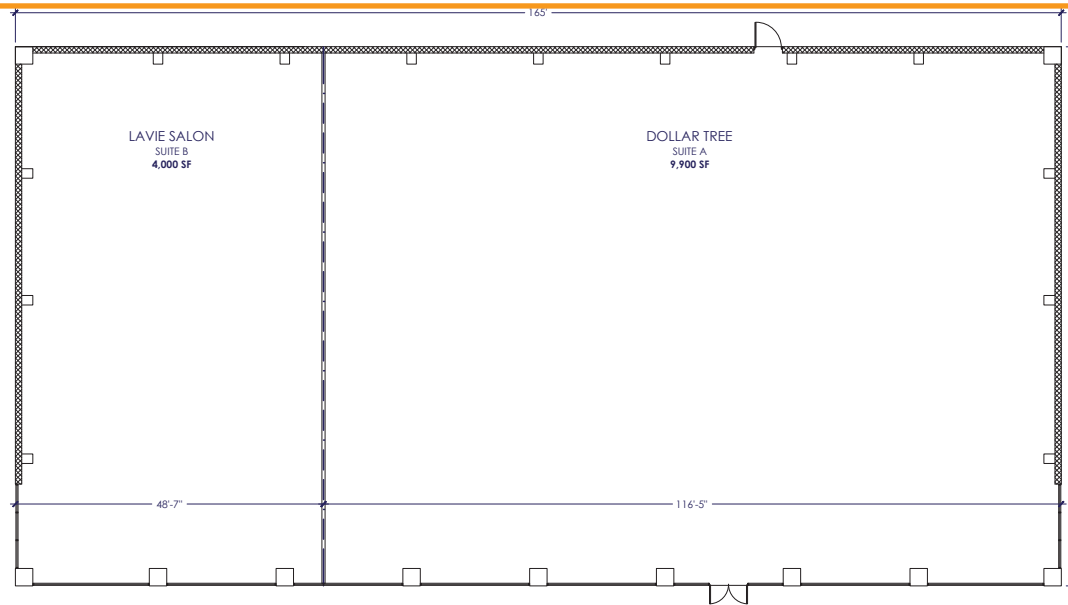 165'
LAVIE SALON
SUITE B
4,000 SF
DOLLAR TREE
SUITE A
9,900 SF
48'-7"
116'-5"